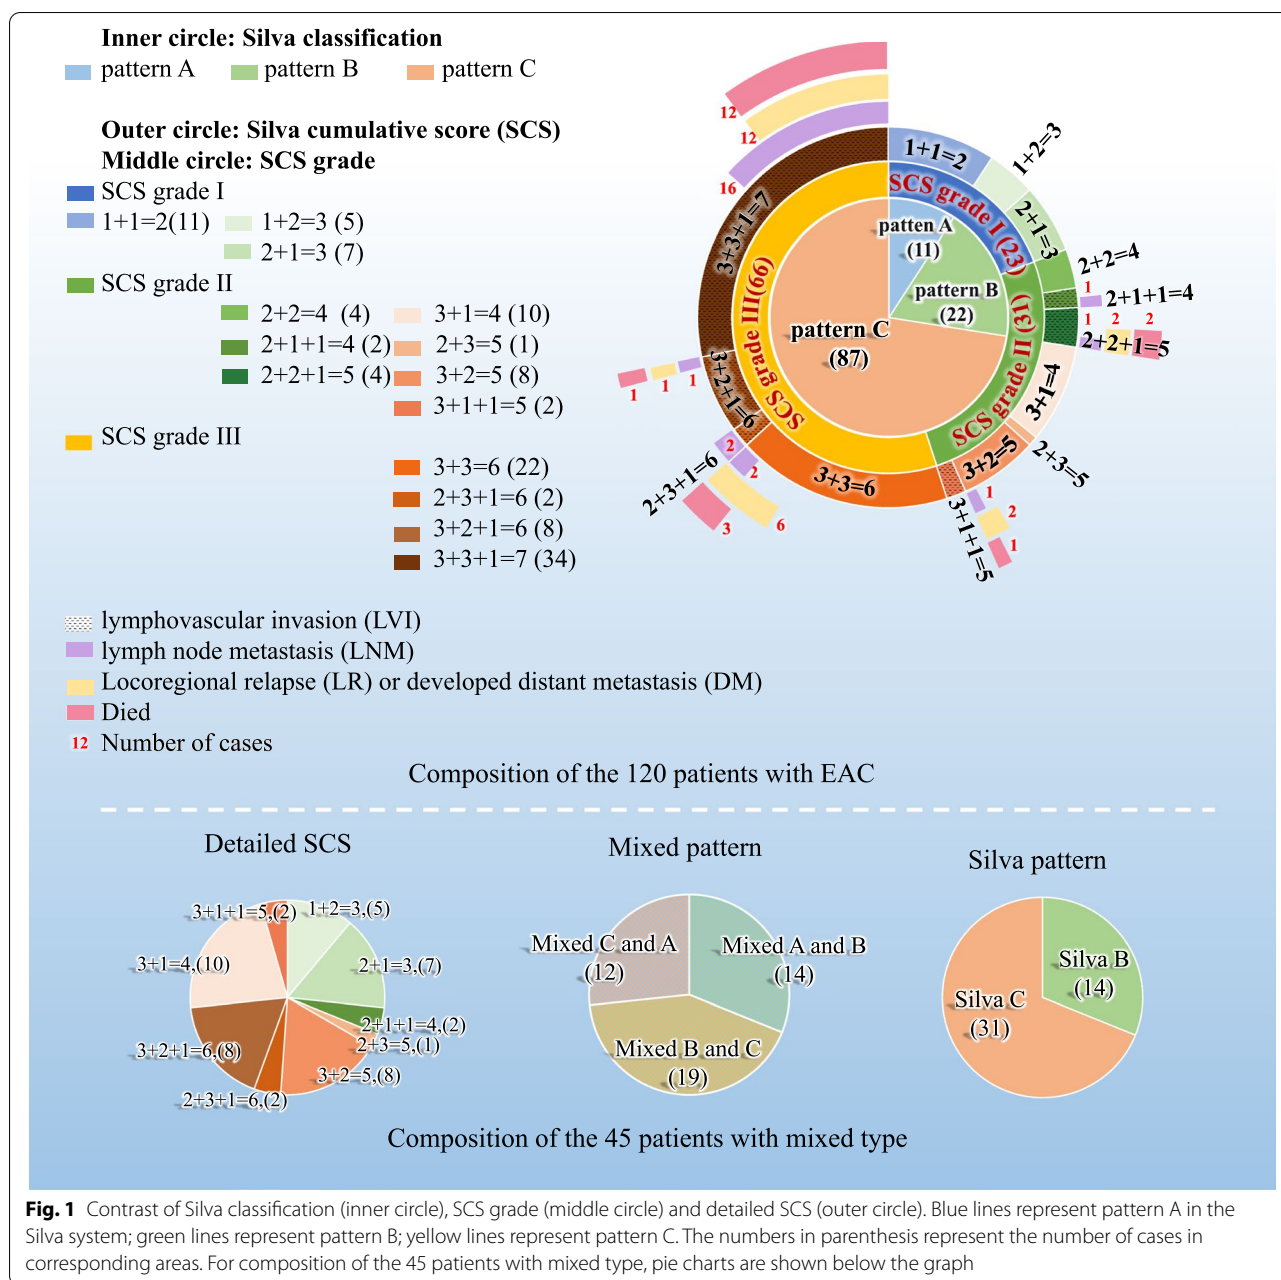 Inner circle: Silva classification
pattern A
pattern B
pattern C
Outer circle: Silva cumulative score (SCS)
Middle circle: SCS grade
SCS grade I
1+1=2(11)
1+2=3 (5)
2+1=3 (7)
SCS grade II
2+2=4 (4)
3+1=4 (10)
2+1+1=4 (2)
2+3=5 (1)
2+2+1=5 (4)
3+2=5 (8)
3+1+1=5 (2)
SCS grade III
3+3=6 (22)
2+3+1=6 (2)
3+2+1=6 (8)
3+3+1=7 (34)
lymphovascular invasion (LVI)
lymph node metastasis (LNM)
Locoregional relapse (LR) or developed distant metastasis (DM)
Died
12 Number of cases
12
12
16
1+1=2
1+2=3
2+1=3
2+2=4
1
2+1+1=4
1 2 2
2+2+1=5
3+1=4
2+3=5
3+2=5
1
2
1
3+1+1=5
3+3=6
2
2
6
3
2+3+1=6
3+2+1=6
1
1
1
3+3+1=7
SCS grade I (23)
SCS grade II (31)
SCS grade III(66)
patten A
(11)
pattern B
(22)
pattern C
(87)
Composition of the 120 patients with EAC
Detailed SCS
3+1+1=5,(2)
1+2=3,(5)
3+1=4,(10)
2+1=3,(7)
2+1+1=4,(2)
2+3=5,(1)
3+2+1=6,(8)
3+2=5,(8)
2+3+1=6,(2)
Mixed pattern
Mixed C and A
(12)
Mixed A and B
(14)
Mixed B and C
(19)
Silva pattern
Silva B
(14)
Silva C
(31)
Composition of the 45 patients with mixed type
Fig. 1 Contrast of Silva classification (inner circle), SCS grade (middle circle) and detailed SCS (outer circle). Blue lines represent pattern A in the
Silva system; green lines represent pattern B; yellow lines represent pattern C. The numbers in parenthesis represent the number of cases in
corresponding areas. For composition of the 45 patients with mixed type, pie charts are shown below the graph